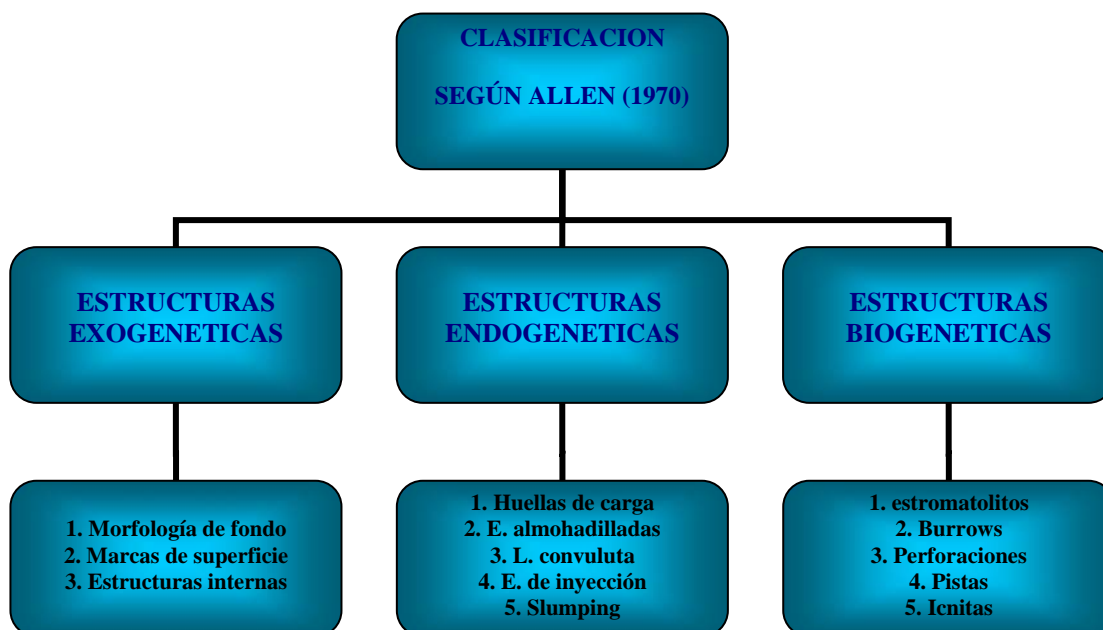 CLASIFICACION
SEGÚN ALLEN (1970)
ESTRUCTURAS
EXOGENETICAS
ESTRUCTURAS
ENDOGENETICAS
ESTRUCTURAS
BIOGENETICAS
1. Morfología de fondo
2. Marcas de superficie
3. Estructuras internas
1. Huellas de carga
2. E. almohadilladas
3. L. convuluta
4. E. de inyección
5. Slumping
1. estromatolitos
2. Burrows
3. Perforaciones
4. Pistas
5. Icnitas